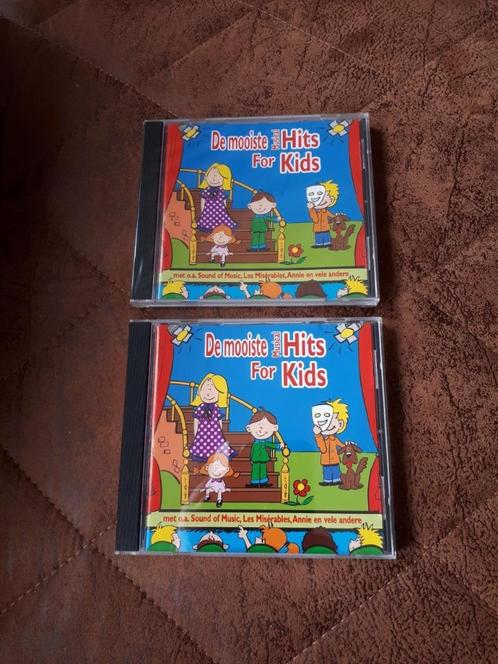 De mooiste Musical Hits
For Kids
met o.a. Sound of Music, Les Misérables, Annie en vele andere
De mooiste Musical Hits
For Kids
met o.a. Sound of Music, Les Misérables, Annie en vele andere